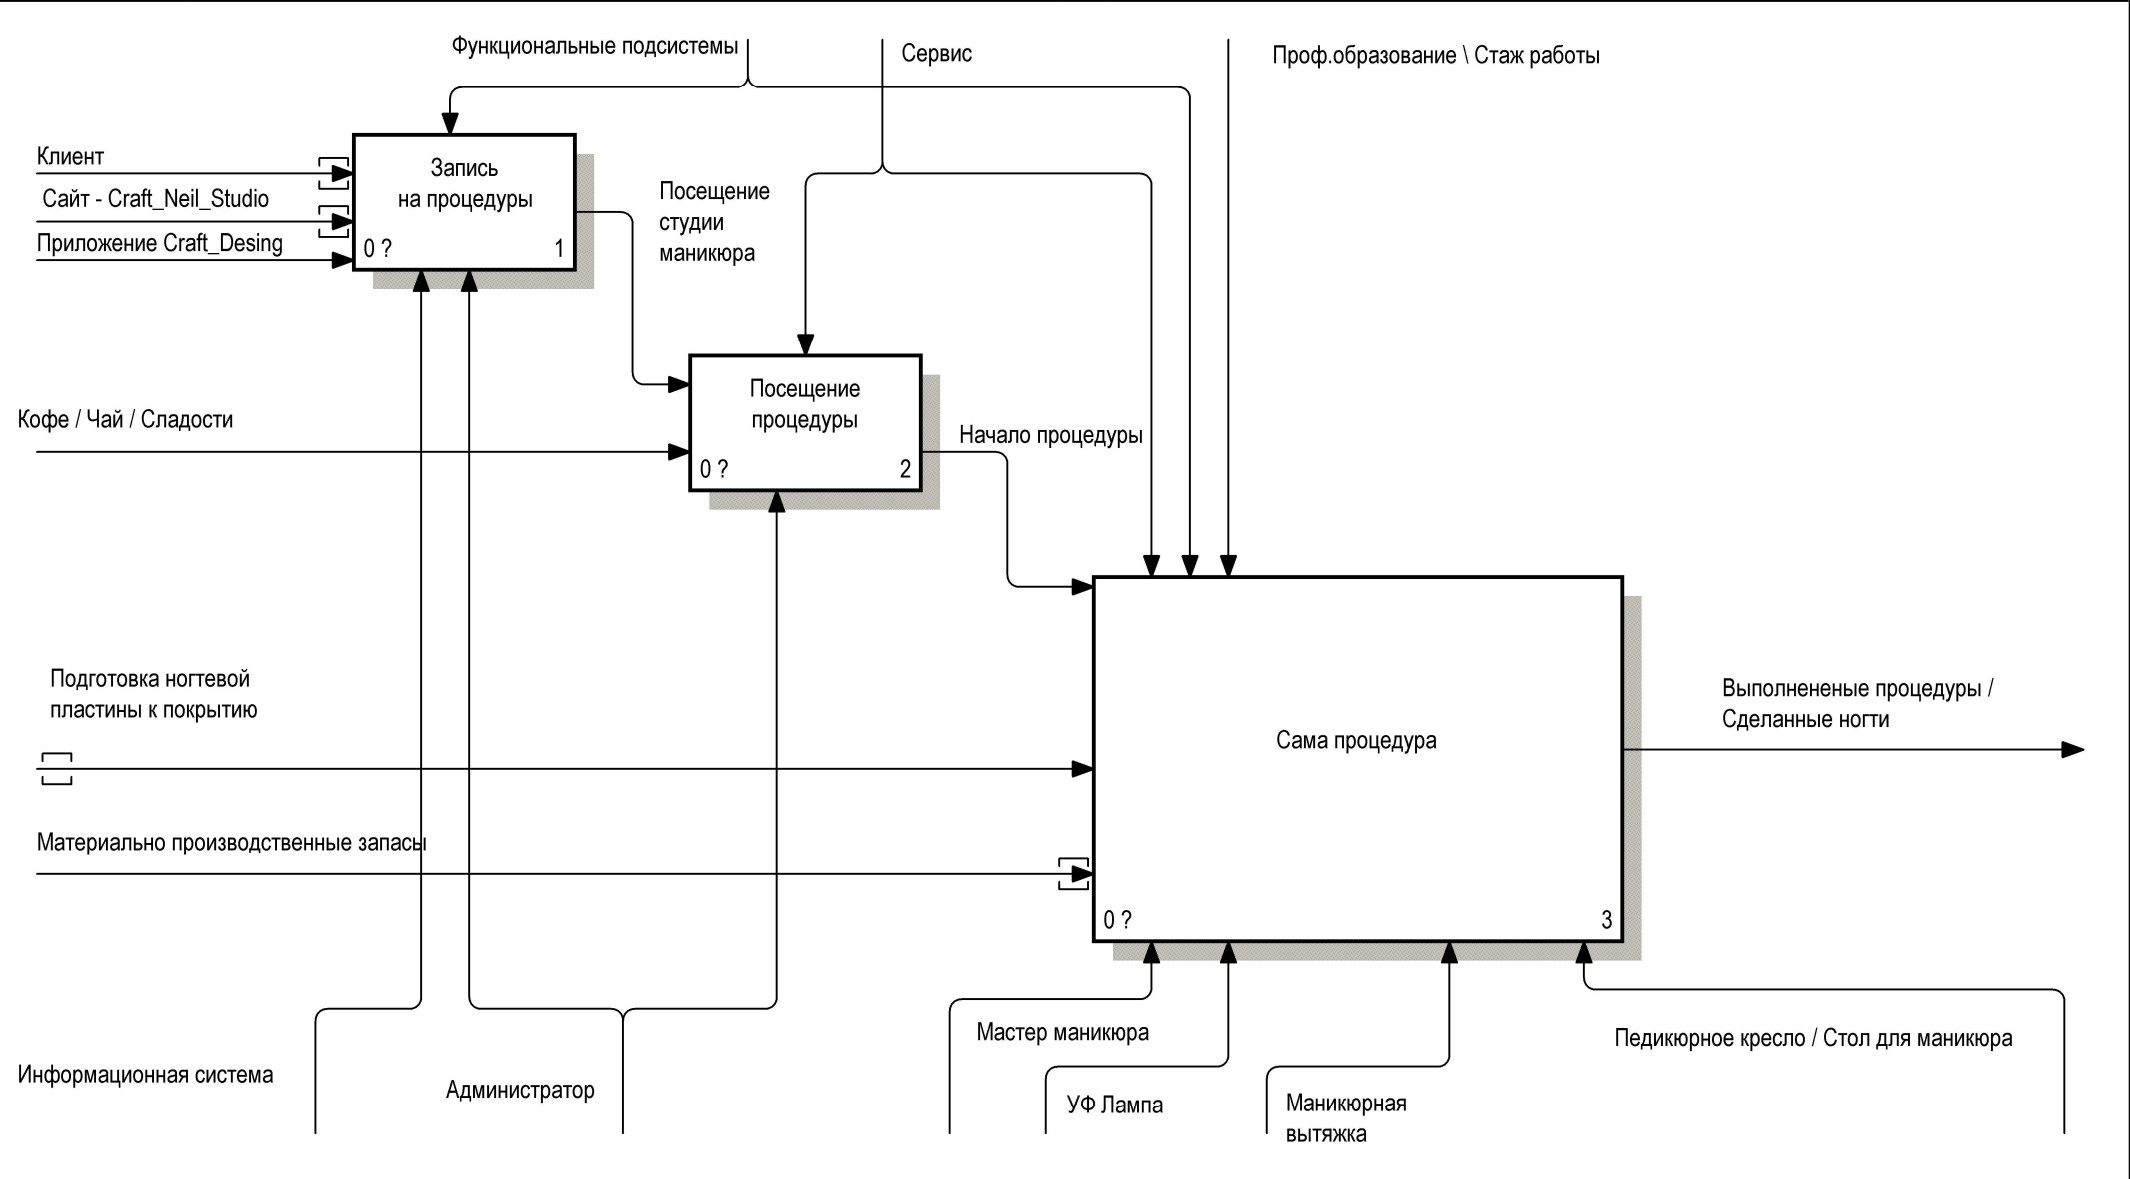 Функциональные подсистемы
Сервис
Проф.образование \ Стаж работы
Клиент
Сайт - Craft_Neil_Studio
Приложение Craft_Desing
Запись
на процедуры
0 ?
1
Посещение
студии
маникюра
Кофе / Чай / Сладости
Посещение
процедуры
0 ?
2
Начало процедуры
Подготовка ногтевой
пластины к покрытию
Материально производственные запасы
Сама процедура
0 ?
3
Выполнененые процедуры /
Сделанные ногти
Информационная система
Администратор
Мастер маникюра
УФ Лампа
Маникюрная
вытяжка
Педикюрное кресло / Стол для маникюра